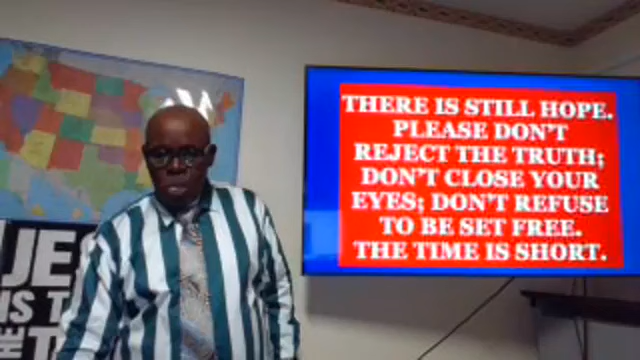 THERE IS STILL HOPE.
PLEASE DON'T
REJECT THE TRUTH;
DON'T CLOSE YOUR
EYES; DON'T REFUSE
TO BE SET FREE.
THE TIME IS SHORT.